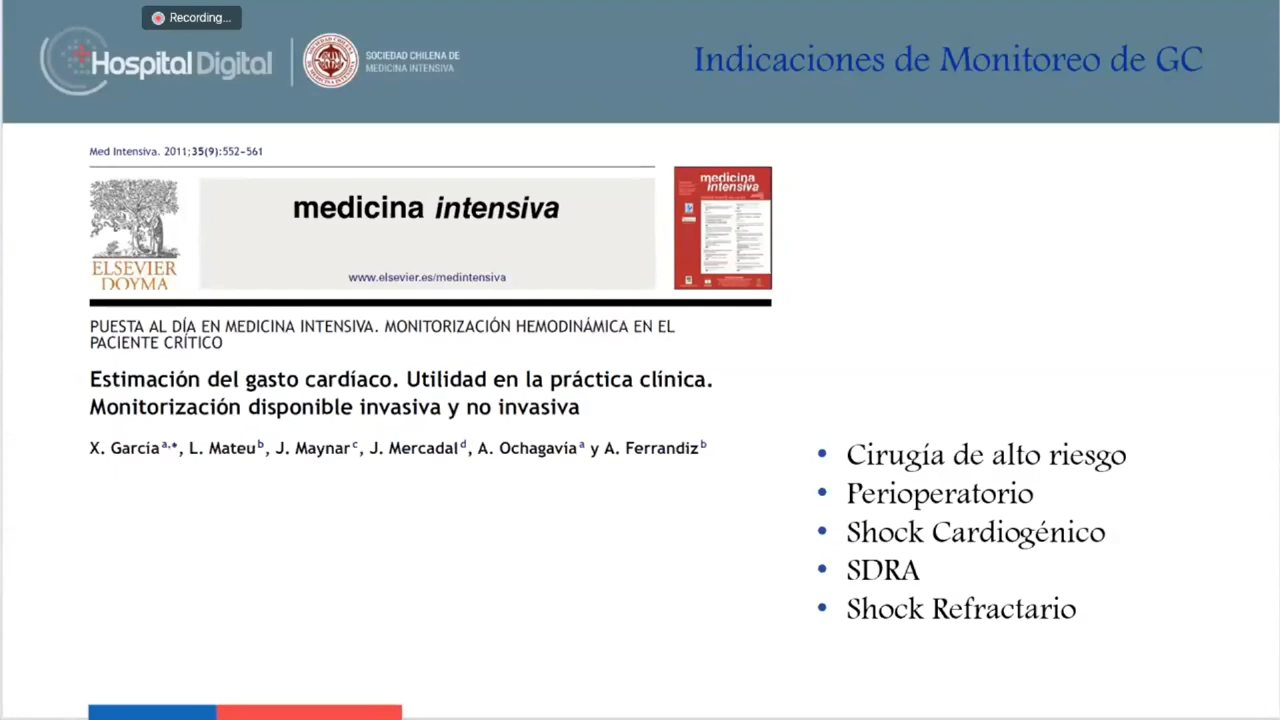 Recording...
Hospital Digital
SOCIEDAD CHILENA DE
MEDICINA INTENSIVA
Indicaciones de Monitoreo de GC
Med Intensiva. 2011;35(9):552-561
medicina intensiva
www.elsevier.es/medintensiva
ELSEVIER
DOYMA
medicina
intensiva
PUESTA AL DÍA EN MEDICINA INTENSIVA. MONITORIZACIÓN HEMODINÁMICA EN EL
PACIENTE CRÍTICO
Estimación del gasto cardíaco. Utilidad en la práctica clínica.
Monitorización disponible invasiva y no invasiva
X. García a,*, L. Mateu b, J. Maynar c, J. Mercadal d, A. Ochagavía a y A. Ferrandiz b
• Cirugía de alto riesgo
• Perioperatorio
• Shock Cardiogénico
• SDRA
• Shock Refractario